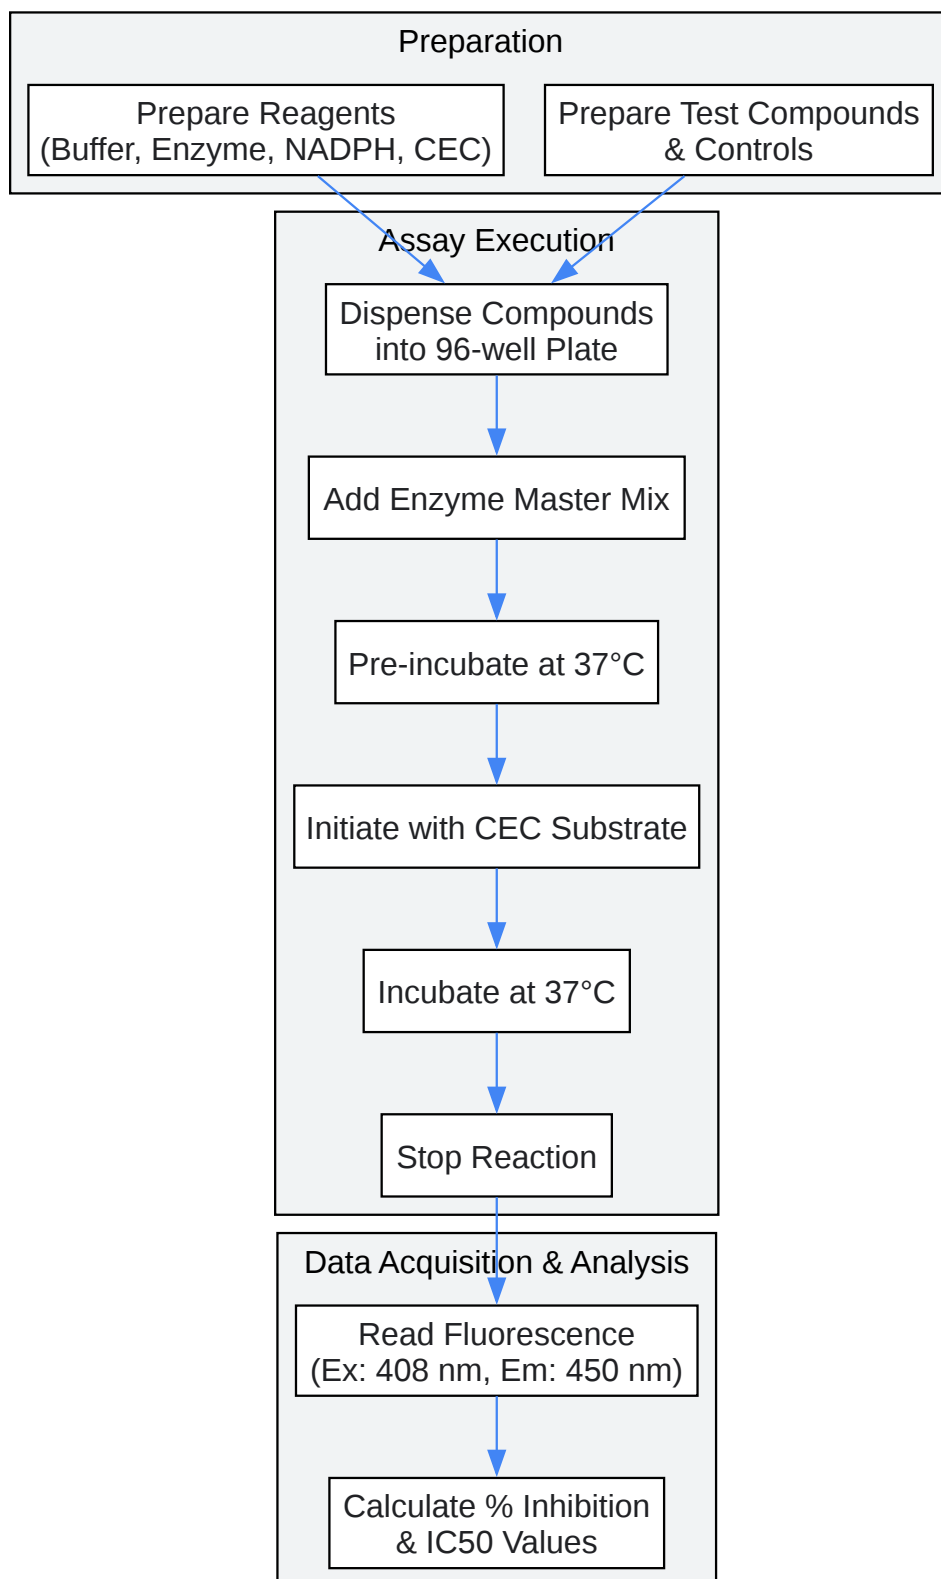 Preparation
Prepare Reagents
(Buffer, Enzyme, NADPH, CEC)
Prepare Test Compounds
& Controls
Assay Execution
Dispense Compounds
into 96-well Plate
Add Enzyme Master Mix
Pre-incubate at 37°C
Initiate with CEC Substrate
Incubate at 37°C
Stop Reaction
Data Acquisition & Analysis
Read Fluorescence
(Ex: 408 nm, Em: 450 nm)
Calculate % Inhibition
& IC50 Values